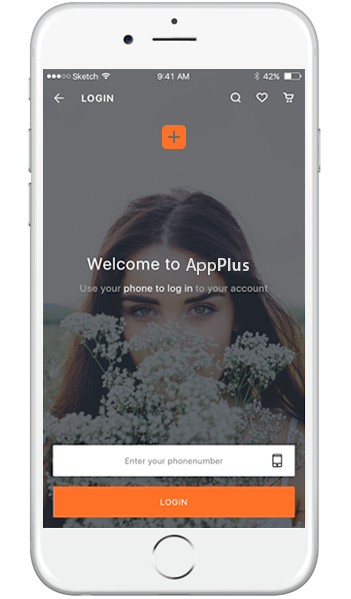 Sketch 9:41 AM 42%
LOGIN
Welcome to AppPlus
Use your phone to log in to your account
Enter your phonenumber
LOGIN